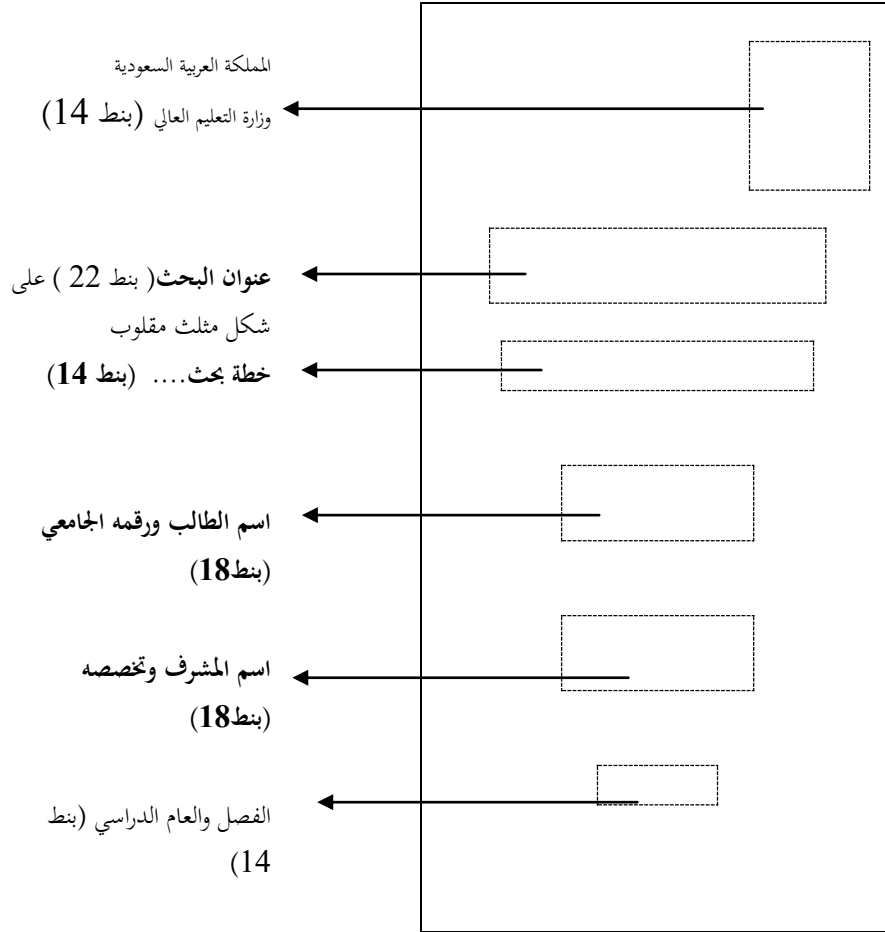 المملكة العربية السعودية
وزارة التعليم العالي (بنط 14)
عنوان البحث( بنط 22 ) على
شكل مثلث مقلوب
خطة بحث.... (بنط 14)
اسم الطالب ورقمه الجامعي
(بنط18)
اسم المشرف وتخصصه
(بنط18)
الفصل والعام الدراسي (بنط
14)